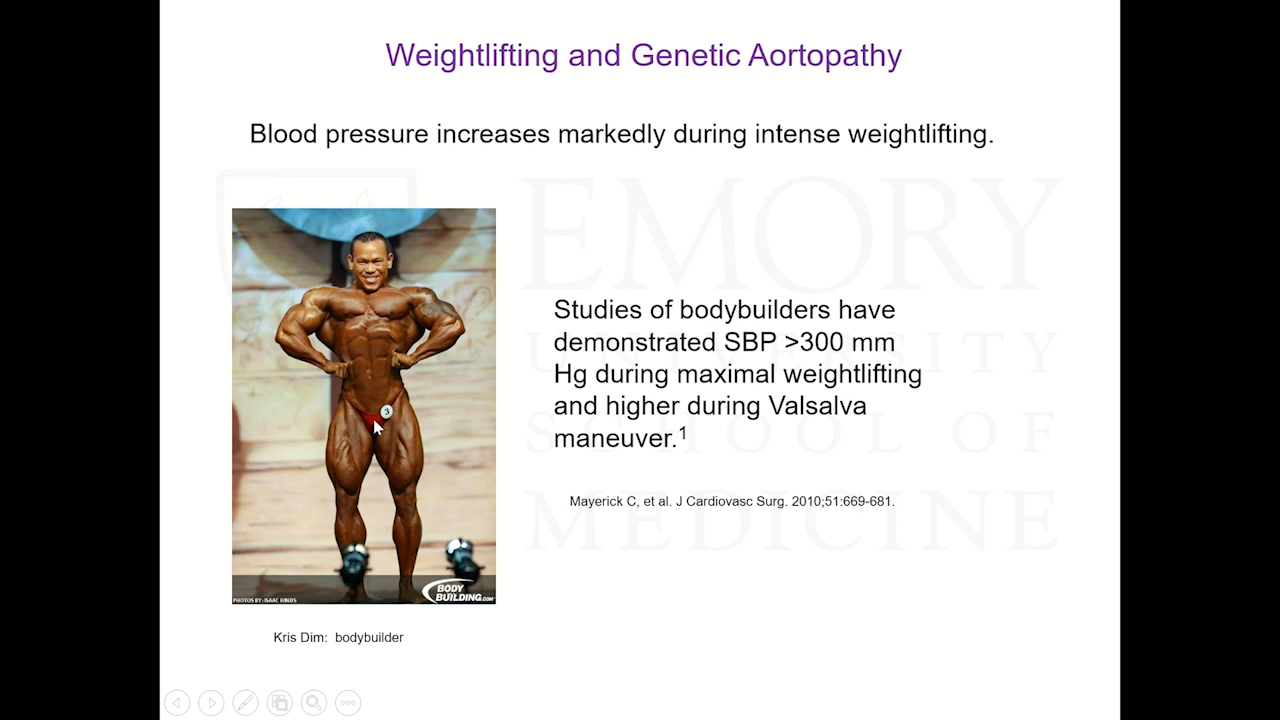 Weightlifting and Genetic Aortopathy
Blood pressure increases markedly during intense weightlifting.
EMORY
UNIVERSITY
SCHOOL OF
MEDICINE
3
Studies of bodybuilders have
demonstrated SBP >300 mm
Hg during maximal weightlifting
and higher during Valsalva
maneuver.1
Mayerick C, et al. J Cardiovasc Surg. 2010;51:669-681.
PHOTOS BY: ISAAC HINDS
BODY
BUILDING.COM
Kris Dim: bodybuilder